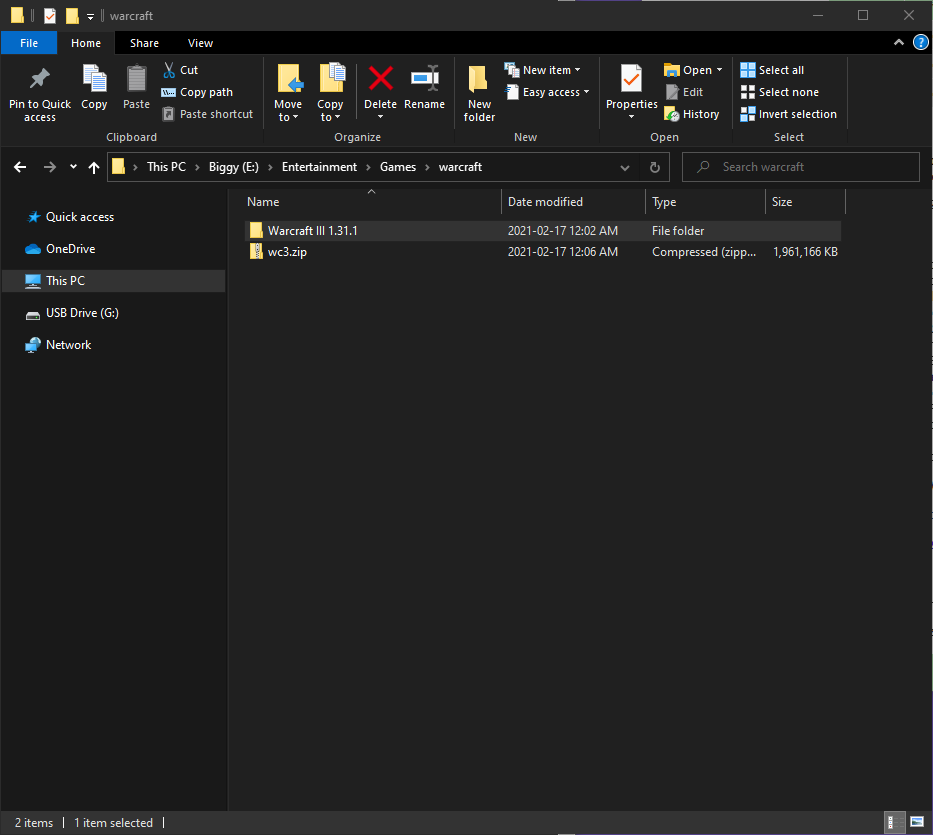 warcraft
File Home Share View
Pin to Quick access
Copy
Paste
Cut
Copy path
Paste shortcut
Clipboard
Move to
Copy to
Delete
Rename
Organize
New folder
New item
Easy access
New
Properties
Open
Edit
History
Open
Select all
Select none
Invert selection
Select
This PC › Biggy (E:) › Entertainment › Games › warcraft
Search warcraft
Quick access
OneDrive
This PC
USB Drive (G:)
Network
Name Date modified Type Size
Warcraft III 1.31.1 2021-02-17 12:02 AM File folder
wc3.zip 2021-02-17 12:06 AM Compressed (zipp... 1,961,166 KB
2 items 1 item selected